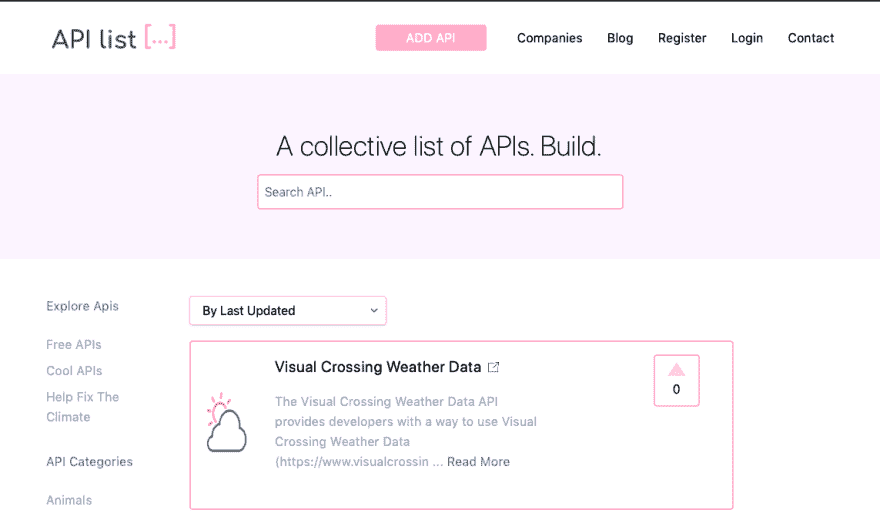 API list [...]
ADD API
Companies
Blog
Register
Login
Contact
A collective list of APIs. Build.
Search API..
Explore Apis
Free APIs
Cool APIs
Help Fix The
Climate
API Categories
Animals
By Last Updated
Visual Crossing Weather Data
The Visual Crossing Weather Data API
provides developers with a way to use Visual
Crossing Weather Data
(https://www.visualcrossin ... Read More
0